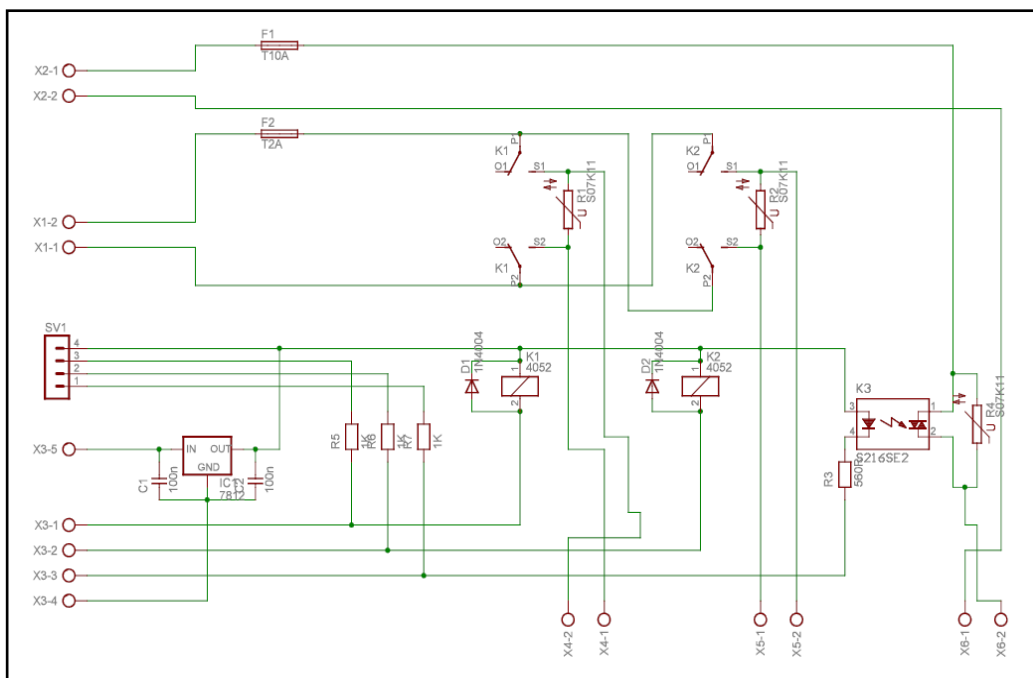 F1
T10A
X2-1
X2-2
F2
T2A
P1
K1
O1
S1
R1
S07K11
U
P1
K2
O1
S1
R2
S07K11
U
X1-2
X1-1
O2
S2
K1
P2
O2
S2
K2
P2
SV1
4
3
2
1
D1
1N4004
K1
4052
1
2
D2
1N4004
K2
4052
1
2
K3
3
4
1
2
S216SE2
R4
S07K11
U
R5
1K
R6
1K
R7
1K
R3
560R
X3-5
IN
OUT
GND
IC1
7812
C1
100n
100n
X3-1
X3-2
X3-3
X3-4
X4-2
X4-1
X5-1
X5-2
X6-1
X6-2